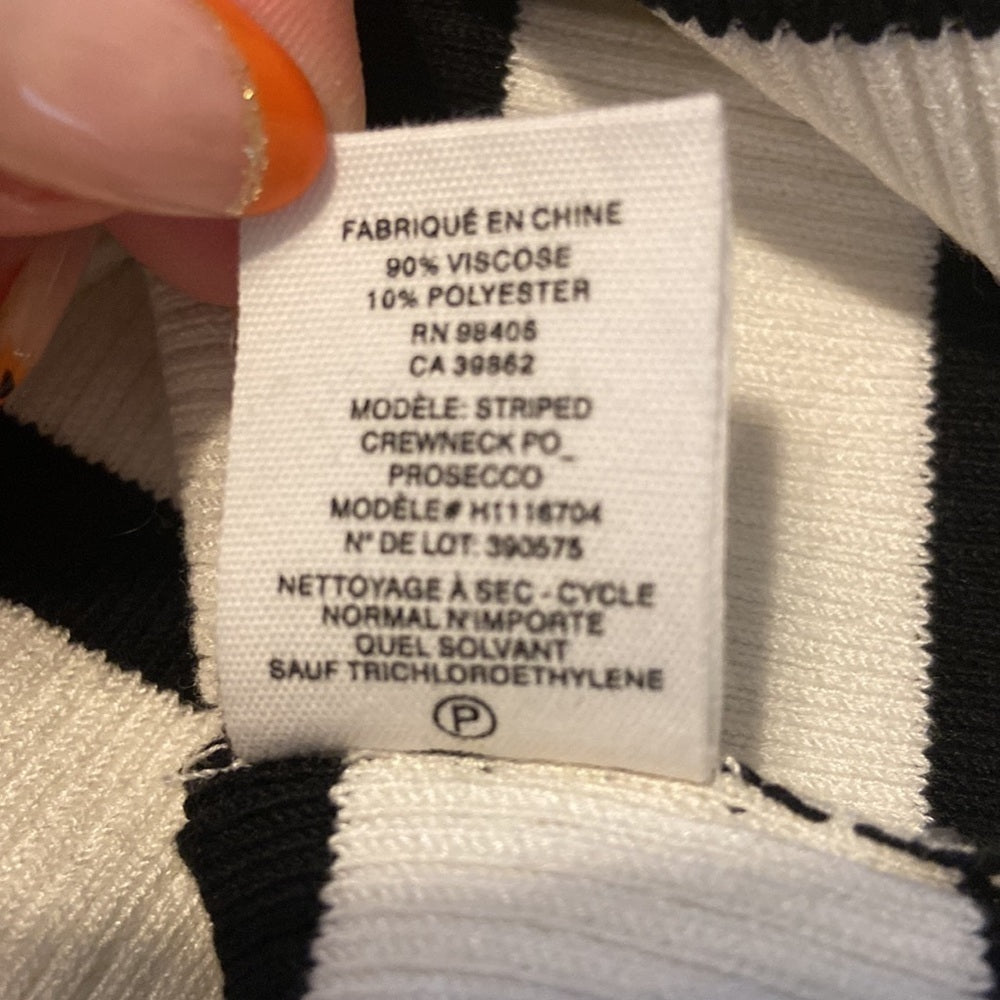 FABRIQUÉ EN CHINE
90% VISCOSE
10% POLYESTER
RN 98406
CA 39862
MODÈLE: STRIPED
CREWNECK PO_
PROSECCO
MODÈLE# H1116704
N° DE LOT: 390575
NETTOYAGE À SEC - CYCLE
NORMAL N'IMPORTE
QUEL SOLVANT
SAUF TRICHLOROETHYLENE
P